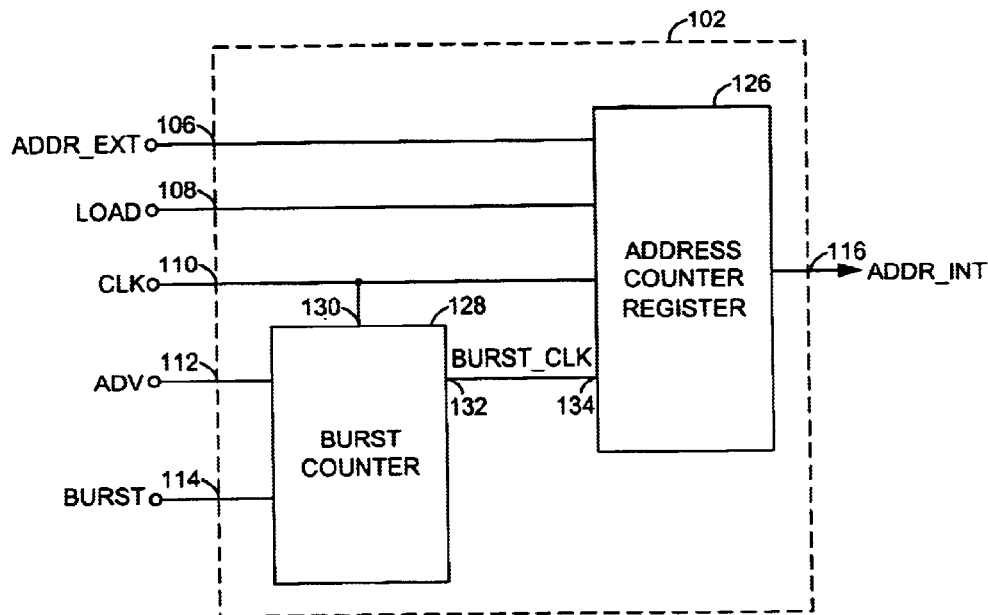 102
126
106
ADDR_EXT
108
LOAD
110
CLK
ADDRESS
COUNTER
REGISTER
116
ADDR_INT
130
128
112
ADV
BURST_CLK
132
134
BURST
COUNTER
114
BURST